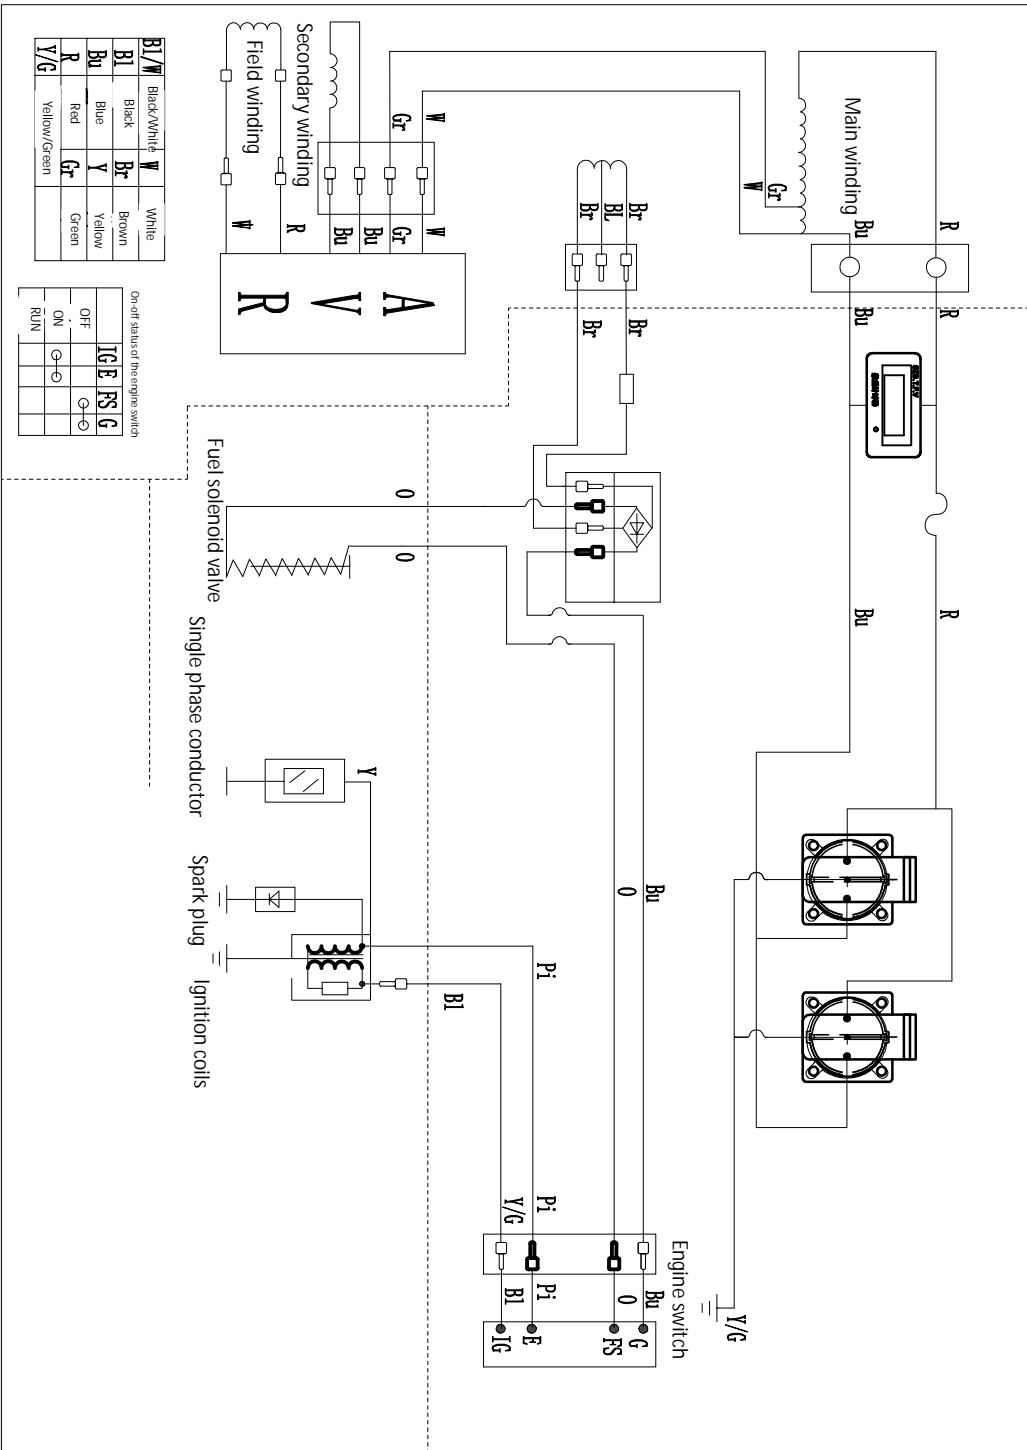 R
R
R
Main winding
Bu
Bu
Bu
Gr
W
Y/G
Engine switch
Br
Br
Bu
Bu
G
BL
O
O
FS
Br
Br
Pi
Pi
Pi
E
Y/G
Bl
IG
Bl
W
W
Gr
Gr
O
O
Bu
Y
Bu
A V R
Secondary winding
R
Field winding
W
Fuel solenoid valve
Single phase conductor
Spark plug
Ignition coils
Bl/W Black/White W White
Bl Black Br Brown
Bu Blue Y Yellow
R Red Gr Green
Y/G Yellow/Green
On-off status of the engine switch
IG E FS G
OFF
ON
RUN